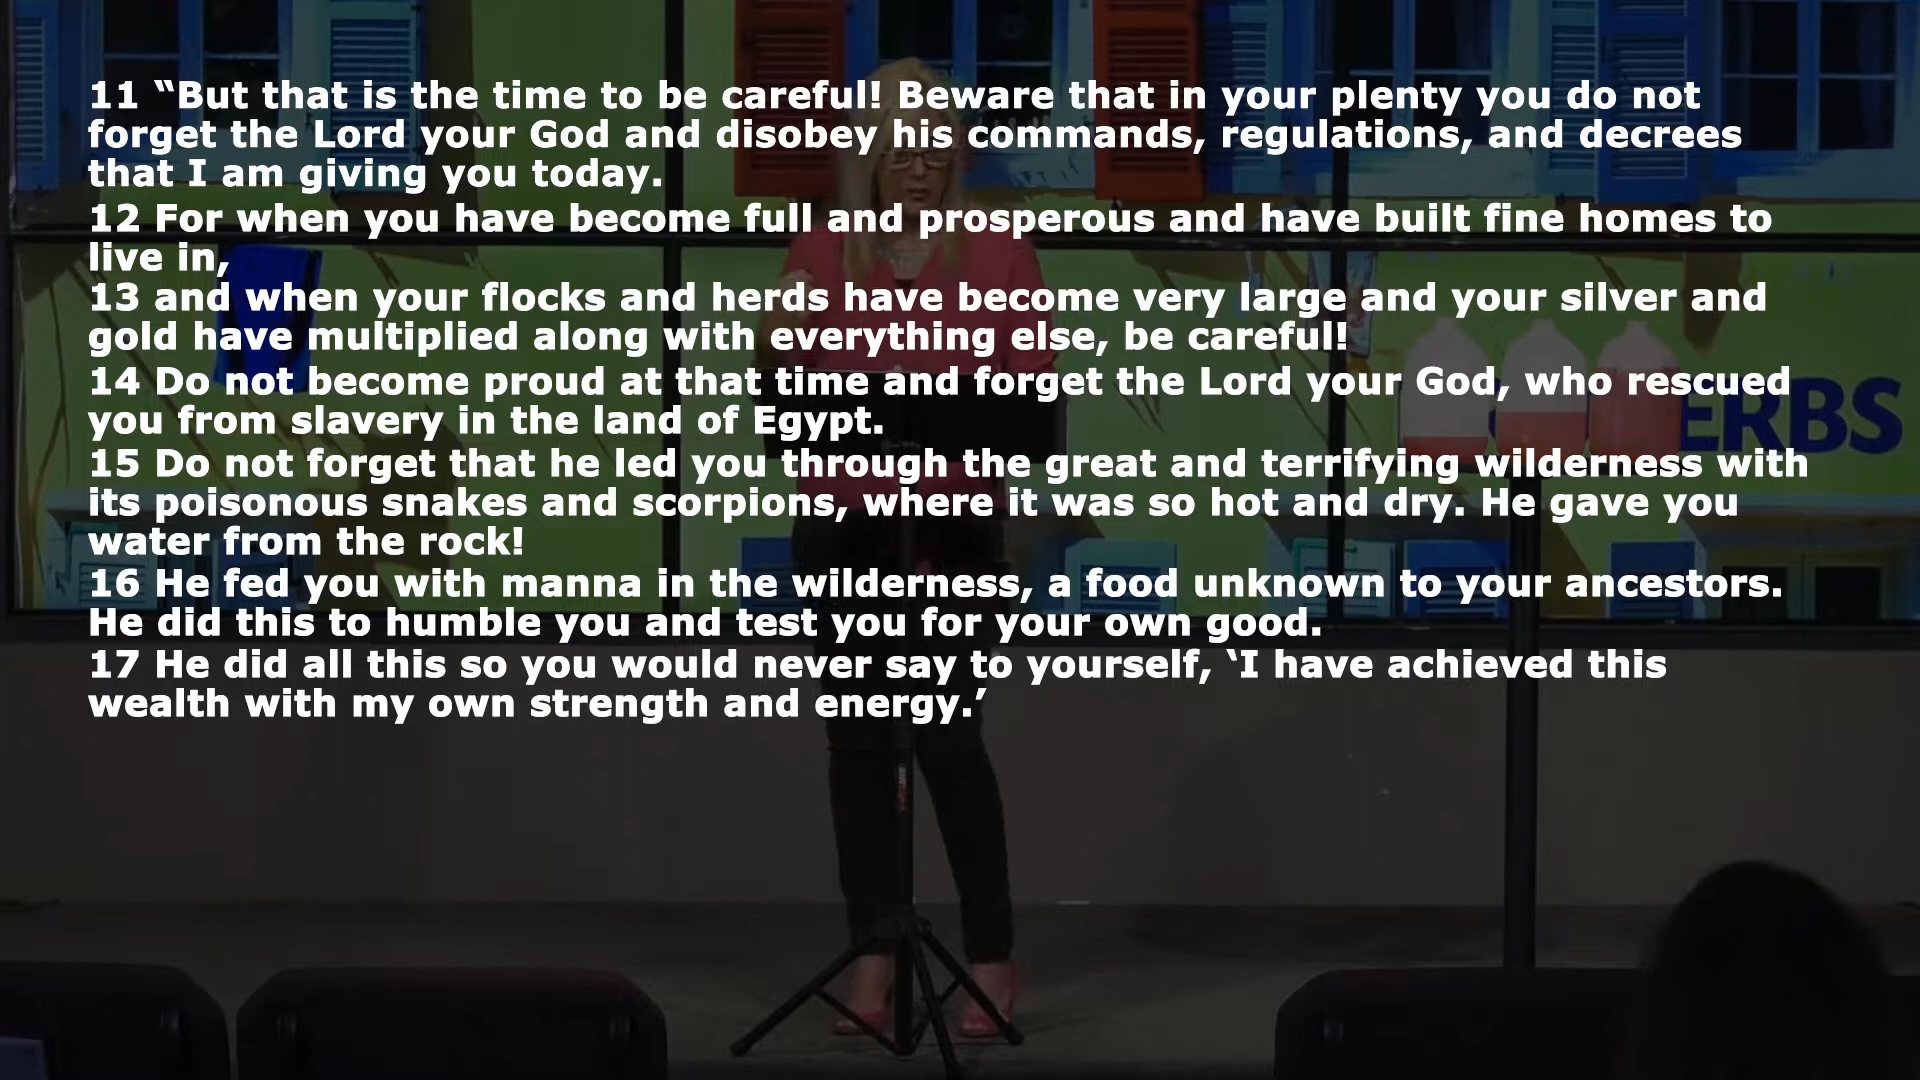 11 “But that is the time to be careful! Beware that in your plenty you do not
forget the Lord your God and disobey his commands, regulations, and decrees
that I am giving you today.
12 For when you have become full and prosperous and have built fine homes to
live in,
13 and when your flocks and herds have become very large and your silver and
gold have multiplied along with everything else, be careful!
14 Do not become proud at that time and forget the Lord your God, who rescued
you from slavery in the land of Egypt.
15 Do not forget that he led you through the great and terrifying wilderness with
its poisonous snakes and scorpions, where it was so hot and dry. He gave you
water from the rock!
16 He fed you with manna in the wilderness, a food unknown to your ancestors.
He did this to humble you and test you for your own good.
17 He did all this so you would never say to yourself, ‘I have achieved this
wealth with my own strength and energy.’